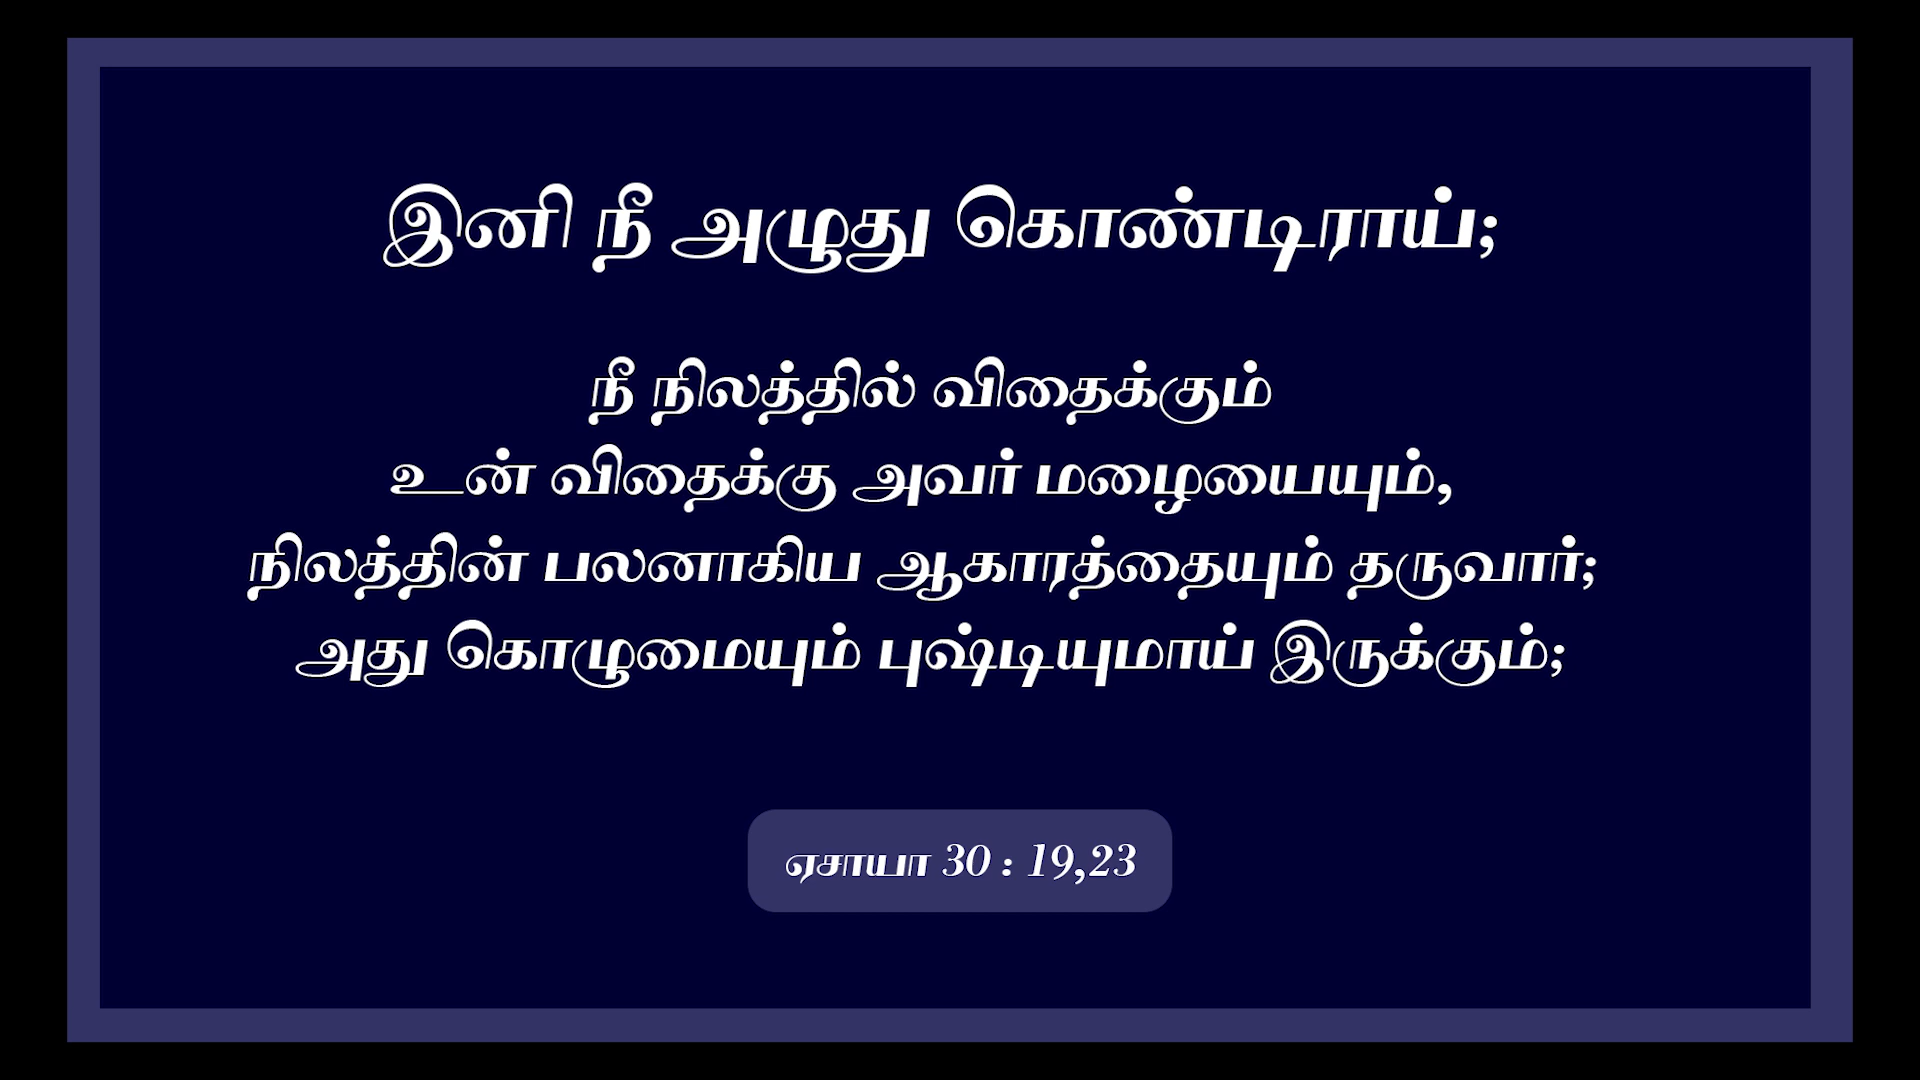 இனி நீ அழுது கொண்டிராய்;
நீ நிலத்தில் விதைக்கும்
உன் விதைக்கு அவர் மழையையும்,
நிலத்தின் பலனாகிய ஆகாரத்தையும் தருவார்;
அது கொழுமையும் புஷ்டியுமாய் இருக்கும்;
ஏசாயா 30 : 19,23